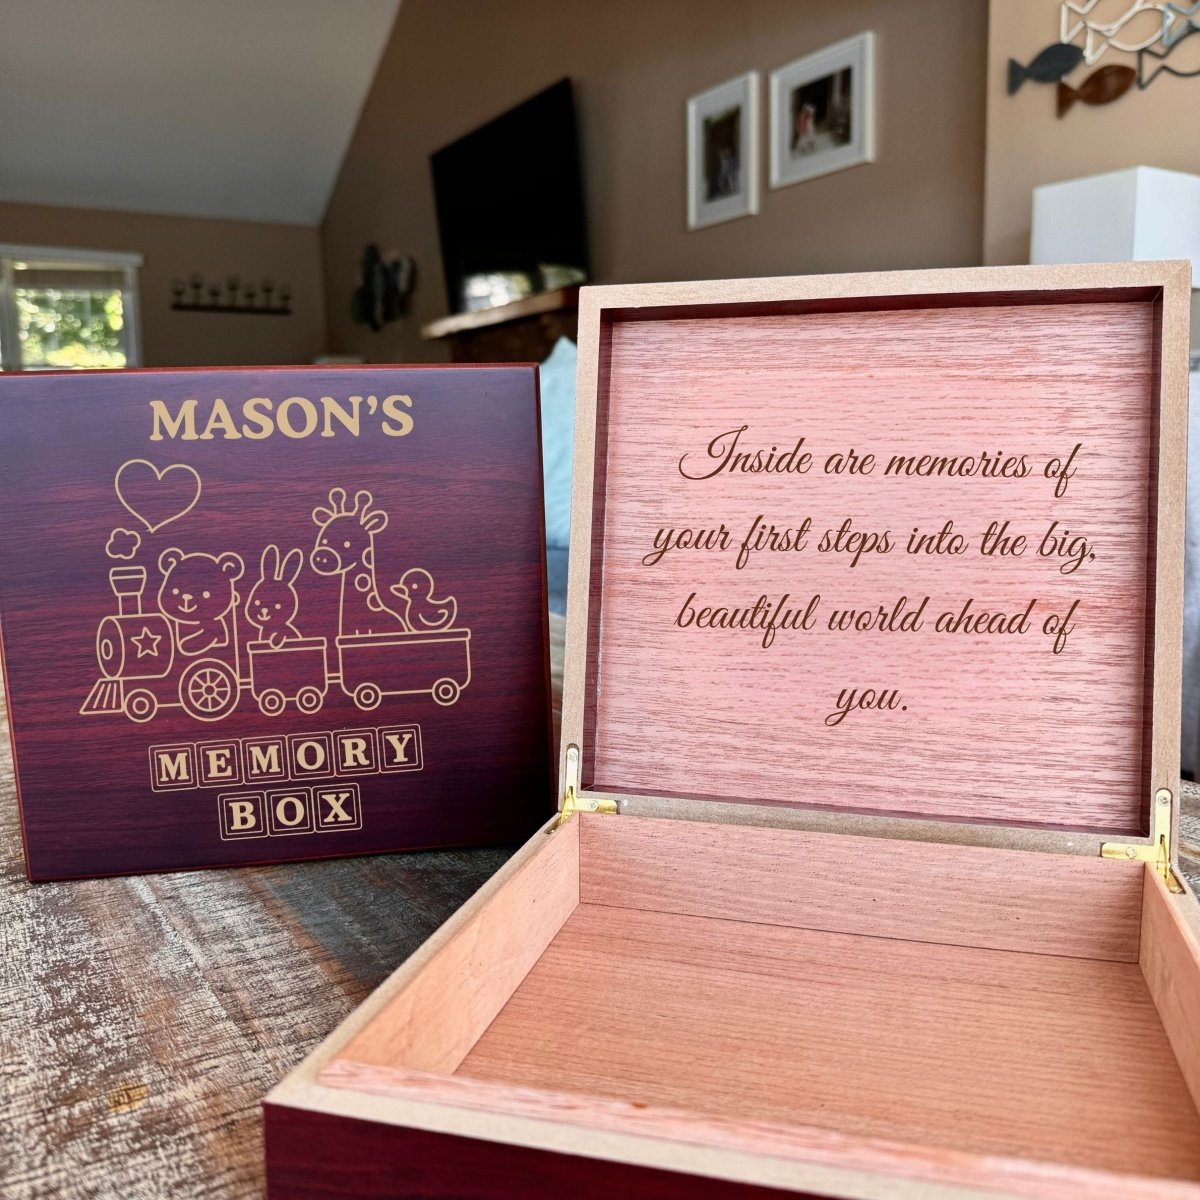 MASON'S
MEMORY
BOX
Inside are memories of
your first steps into the big,
beautiful world ahead of
you.